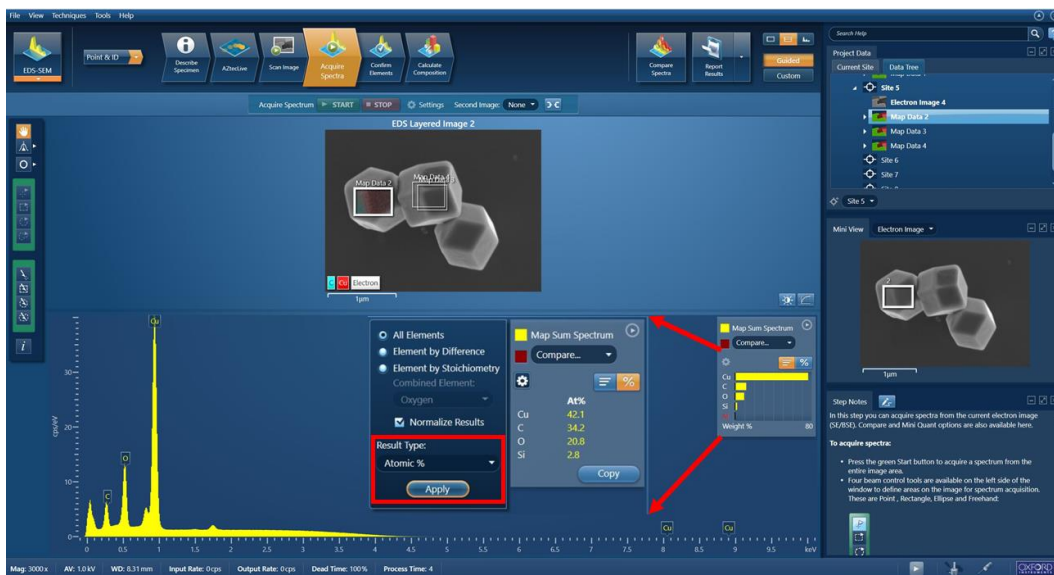 File View Techniques Tools Help
EDS-SEM
Point & ID
Describe
Specimen
AZtecLive
Scan Image
Acquire
Spectra
Confirm
Elements
Calculate
Composition
Compare
Spectra
Report
Results
Guided
Custom
Acquire Spectrum START STOP Settings Second Image: None
EDS Layered Image 2
Map Data 2
C Cu Electron
1µm
cps/eV
30
20
10
0
Cu
O
C
Cu
Cu
0 0.5 1 1.5 2 2.5 3 3.5 4 4.5 5 5.5 6 6.5 7 7.5 8 8.5 9 9.5 keV
All Elements
Element by Difference
Element by Stoichiometry
Combined Element:
Oxygen
Normalize Results
Result Type:
Atomic %
Apply
Map Sum Spectrum
Compare...
%
At%
Cu 42.1
C 34.2
O 20.8
Si 2.8
Copy
Map Sum Spectrum
Compare...
%
Cu
C
O
Si
Weight % 80
Search Help
Project Data
Current Site Data Tree
Site 5
Electron Image 4
Map Data 2
Map Data 3
Map Data 4
Site 6
Site 7
Site 5
Mini View Electron Image
2
1µm
Step Notes
In this step you can acquire spectra from the current electron image
(SE/BSE). Compare and Mini Quant options are also available here.
To acquire spectra:
• Press the green Start button to acquire a spectrum from the
entire image area.
• Four beam control tools are available on the left side of the
window to define areas on the image for spectrum acquisition.
These are Point , Rectangle, Ellipse and Freehand:
Mag: 3000 x AV: 1.0 kV WD: 8.31 mm Input Rate: 0 cps Output Rate: 0 cps Dead Time: 100% Process Time: 4
OXFORD
INSTRUMENTS